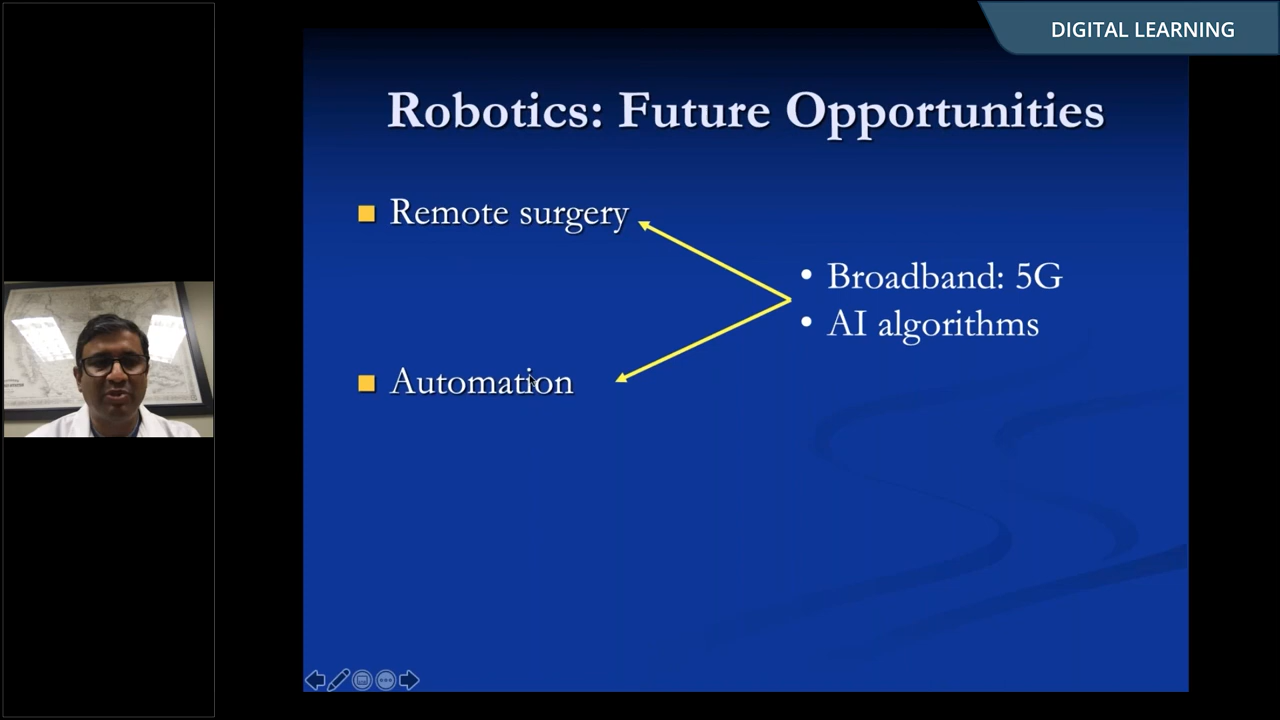 DIGITAL LEARNING
Robotics: Future Opportunities
Remote surgery
• Broadband: 5G
• AI algorithms
Automation